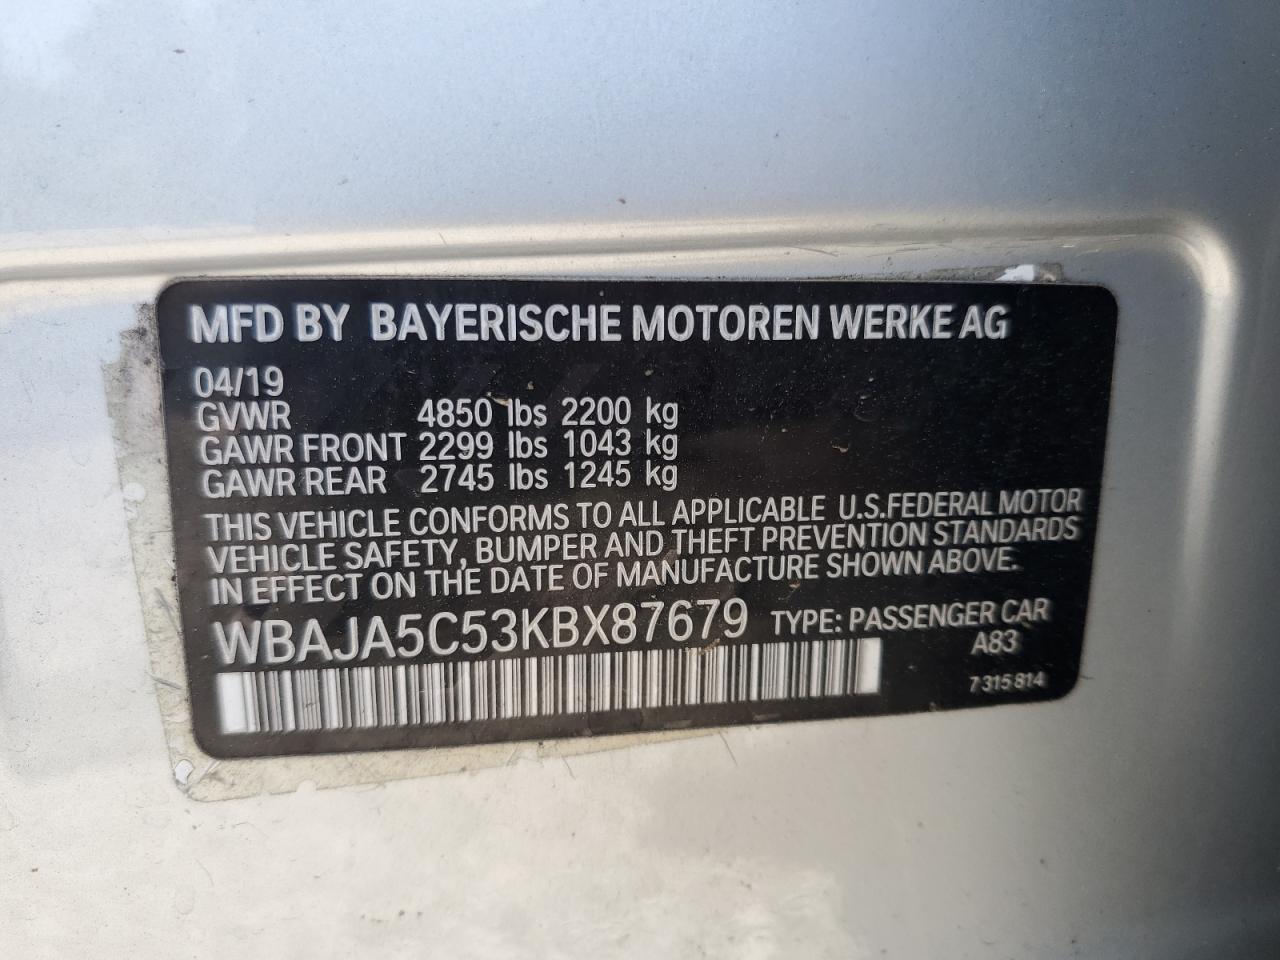 MFD BY BAYERISCHE MOTOREN WERKE AG
04/19
GVWR 4850 lbs 2200 kg
GAWR FRONT 2299 lbs 1043 kg
GAWR REAR 2745 lbs 1245 kg
THIS VEHICLE CONFORMS TO ALL APPLICABLE U.S.FEDERAL MOTOR
VEHICLE SAFETY, BUMPER AND THEFT PREVENTION STANDARDS
IN EFFECT ON THE DATE OF MANUFACTURE SHOWN ABOVE.
WBAJA5C53KBX87679 TYPE: PASSENGER CAR
A83
7 315 814